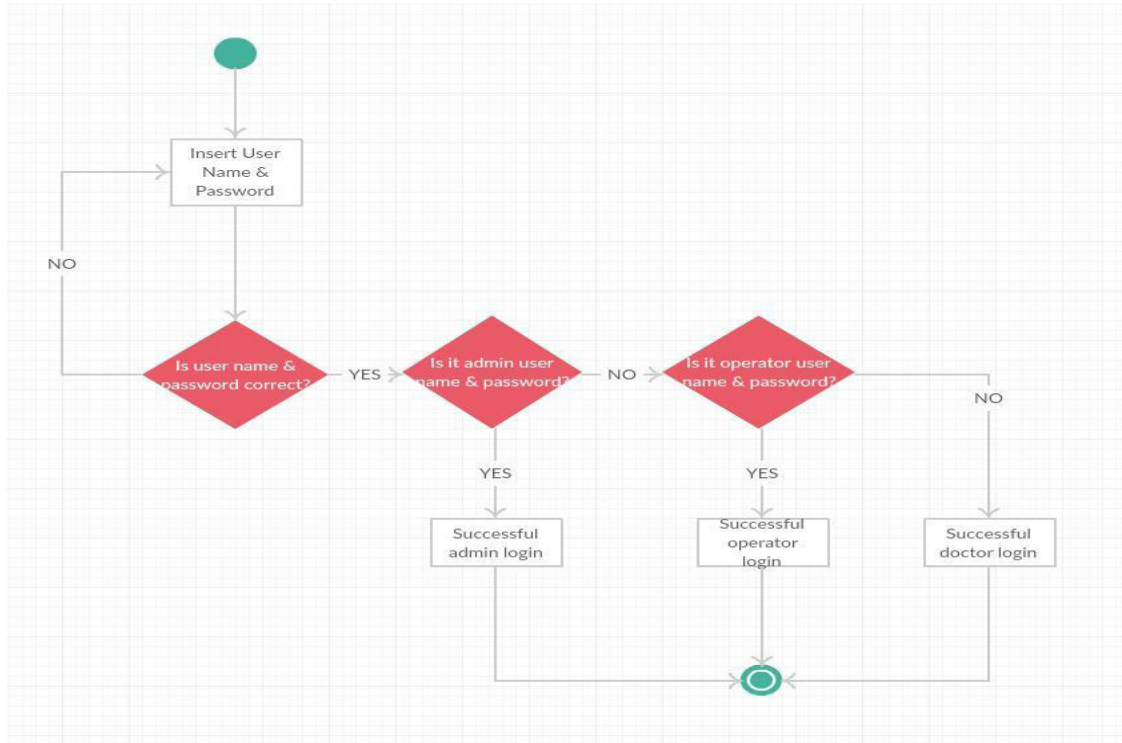 Insert User
Name &
Password
NO
Is user name &
password correct?
YES
Is it admin user
name & password?
NO
Is it operator user
name & password?
NO
YES
YES
Successful
admin login
Successful
operator
login
Successful
doctor login